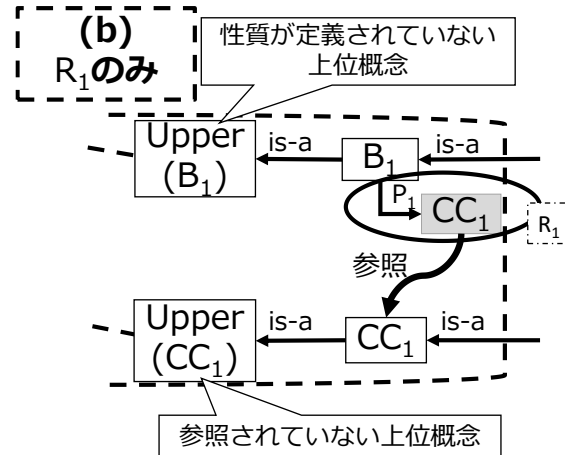 (b)
R₁のみ
性質が定義されていない
上位概念
Upper
(B₁)
is-a
B₁
is-a
P₁
CC₁
R₁
参照
Upper
(CC₁)
is-a
CC₁
is-a
参照されていない上位概念